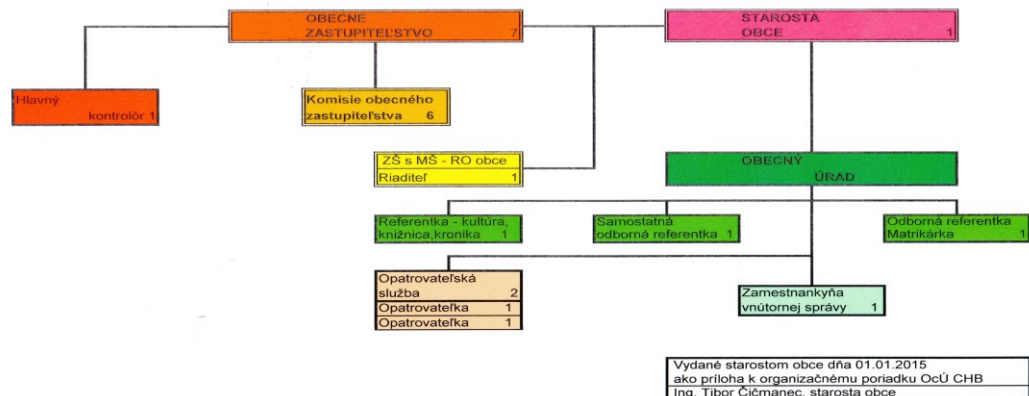 OBECNE
ZASTUPITEĽSTVO 7
STAROSTA
OBCE 1
Hlavný
kontrolór 1
Komisie obecného
zastupiteľstva 6
ZŠ s MŠ - RO obce
Riaditeľ 1
OBECNÝ
ÚRAD
Referentka - kultúra,
knižnica,kronika 1
Samostatná
odborná referentka 1
Odborná referentka
Matrikárka 1
Opatrovateľská
služba 2
Opatrovateľka 1
Opatrovateľka 1
Zamestnankyňa
vnútornej správy 1
Vydané starostom obce dňa 01.01.2015
ako príloha k organizačnému poriadku OcÚ CHB
Ing. Tibor Čičmanec, starosta obce